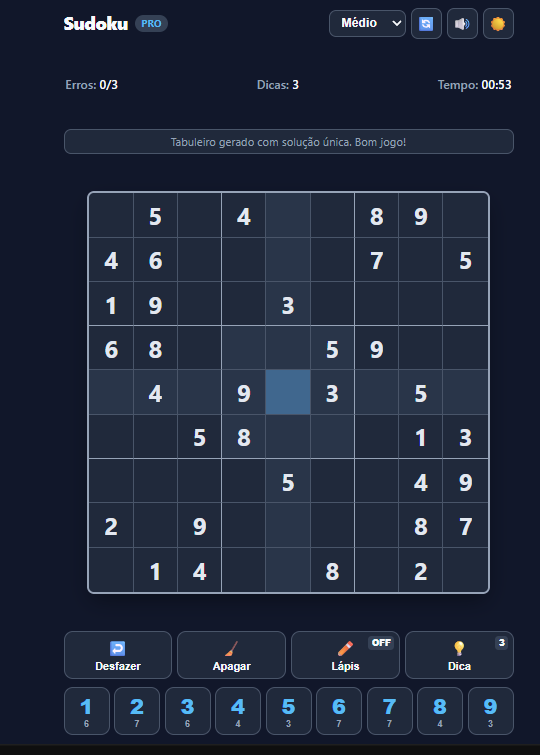 Sudoku PRO Médio
Erros: 0/3 Dicas: 3 Tempo: 00:53
Tabuleiro gerado com solução única. Bom jogo!
5 4 8 9
4 6 7 5
1 9 3
6 8 5 9
4 9 3 5
5 8 1 3
5 4 9
2 9 8 7
1 4 8 2
OFF 3
Desfazer Apagar Lápis Dica
1 2 3 4 5 6 7 8 9
6 7 6 4 3 7 7 4 3